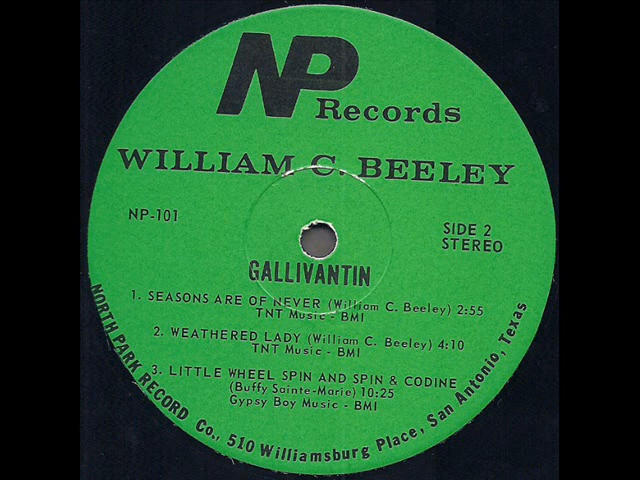 NP Records
WILLIAM C. BEELEY
NP-101
SIDE 2
STEREO
GALLIVANTIN
1. SEASONS ARE OF NEVER (William C. Beeley) 2:55
TNT Music - BMI
2. WEATHERED LADY (William C. Beeley) 4:10
TNT Music - BMI
3. LITTLE WHEEL SPIN AND SPIN & CODINE
(Buffy Sainte-Marie) 10:25
Gypsy Boy Music - BMI
NORTH PARK RECORD Co., 510 Williamsburg Place, San Antonio, Texas